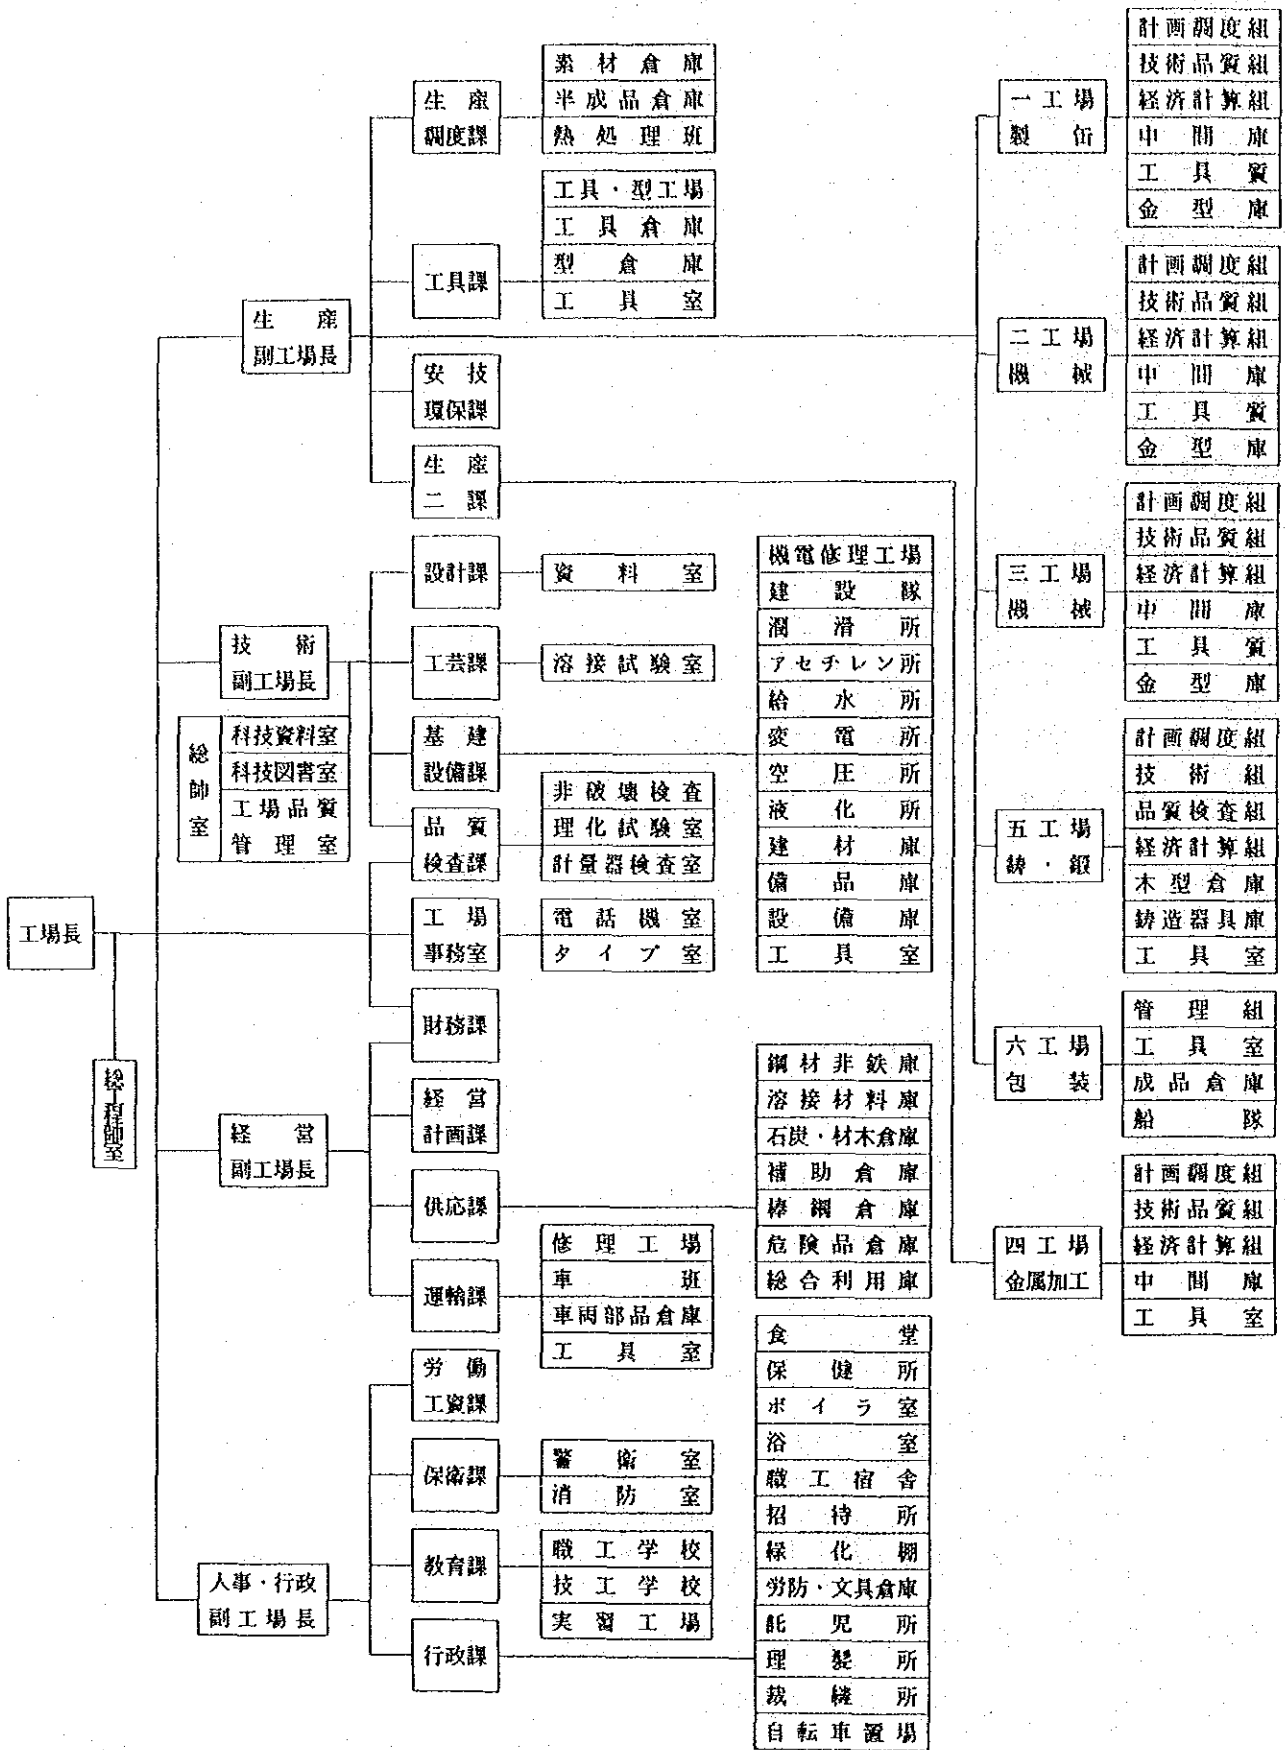 工場長
総工程師室
生産
副工場長
技術
副工場長
総師室
科技資料室
科技図書室
工場品質
管理室
経営
副工場長
人事・行政
副工場長
生産
調度課
素材倉庫
半成品倉庫
熱処理班
工具課
工具・型工場
工具倉庫
型倉庫
工具室
安技
環保課
生産
二課
設計課
資料室
工芸課
溶接試験室
基建
設備課
機電修理工場
建設隊
潤滑所
アセチレン所
給水所
変電所
空圧所
液化所
建材庫
備品庫
設備庫
工具室
品質
検査課
非破壊検査
理化試験室
計量器検査室
工場
事務室
電話機室
タイプ室
財務課
経営
計画課
供応課
鋼材非鉄庫
溶接材料庫
石炭・材木倉庫
補助倉庫
棒鋼倉庫
危険品倉庫
総合利用庫
運輸課
修理工場
車班
車両部品倉庫
工具室
労働
工資課
保衛課
警衛室
消防室
教育課
職工学校
技工学校
実習工場
行政課
食堂
保健所
ボイラ室
浴室
職工宿舎
招待所
緑化棚
労防・文具倉庫
託児所
理髪所
裁縫所
自転車置場
一工場
製缶
計画調度組
技術品質組
経済計算組
中間庫
工具質
金型庫
二工場
機械
計画調度組
技術品質組
経済計算組
中間庫
工具質
金型庫
三工場
機械
計画調度組
技術品質組
経済計算組
中間庫
工具質
金型庫
五工場
鋳・鍛
計画調度組
技術組
品質検査組
経済計算組
木型倉庫
鋳造器具庫
工具室
六工場
包装
管理組
工具室
成品倉庫
船隊
四工場
金属加工
計画調度組
技術品質組
経済計算組
中間庫
工具室